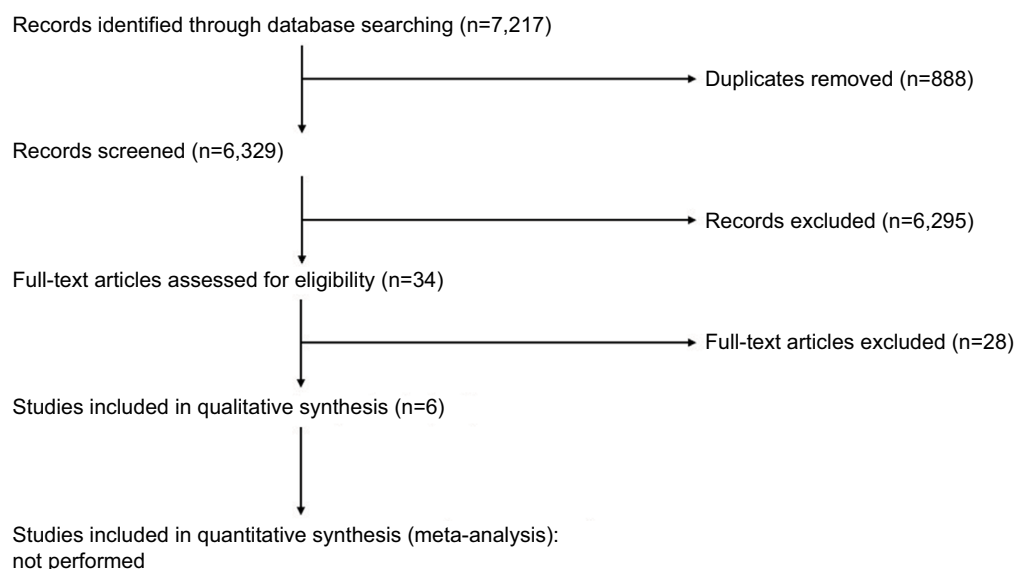 Records identified through database searching (n=7,217)
Duplicates removed (n=888)
Records screened (n=6,329)
Records excluded (n=6,295)
Full-text articles assessed for eligibility (n=34)
Full-text articles excluded (n=28)
Studies included in qualitative synthesis (n=6)
Studies included in quantitative synthesis (meta-analysis):
not performed